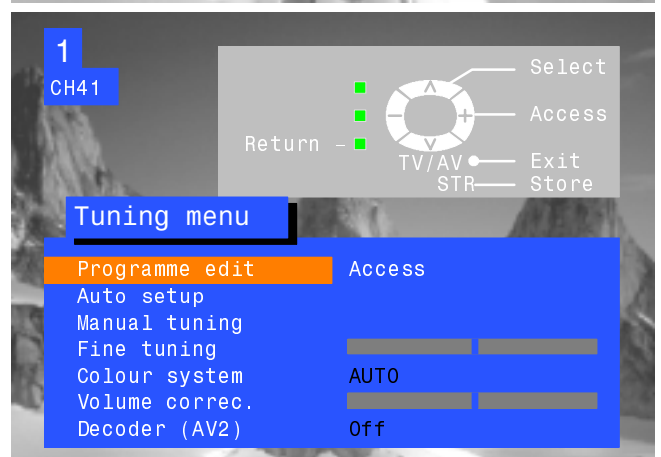 1
CH41
Select
Access
Return
TV/AV
Exit
STR
Store
Tuning menu
Programme edit Access
Auto setup
Manual tuning
Fine tuning
Colour system AUTO
Volume correc.
Decoder (AV2) Off